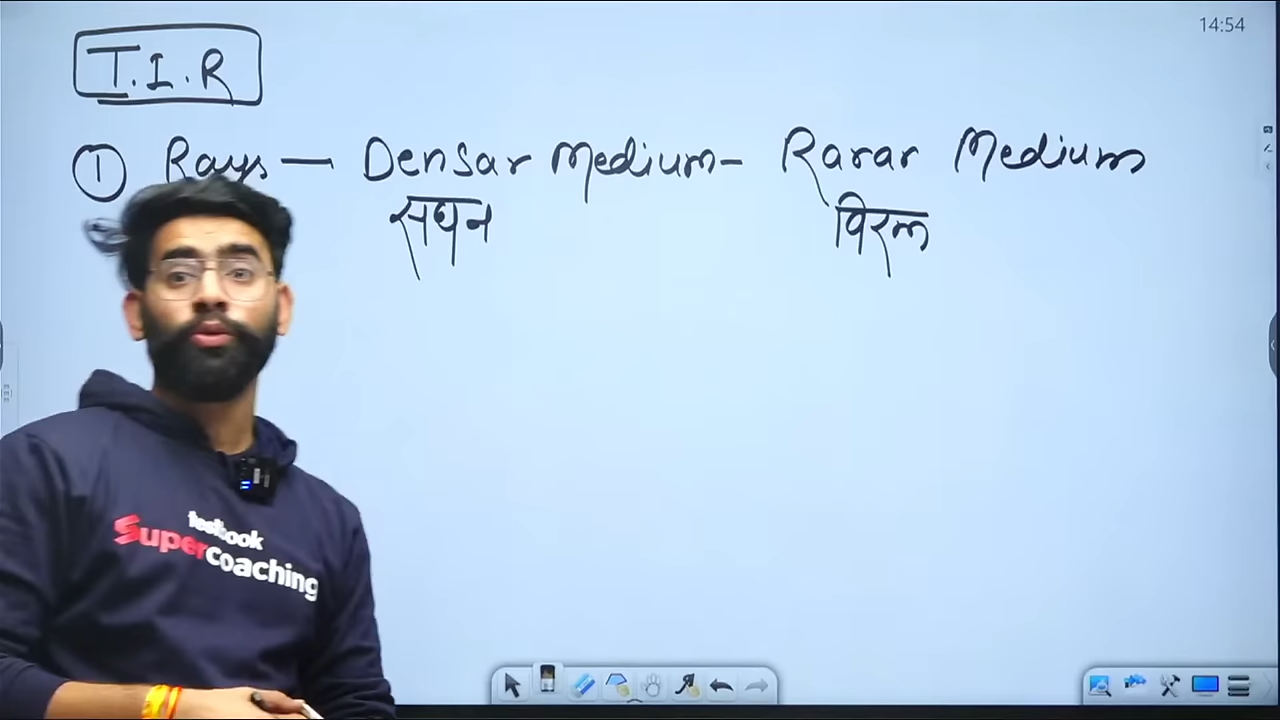 14:54
T.I.R
① Rays — Densar Medium - Rarar Medium
सघन विरल
testbook
Supercoaching